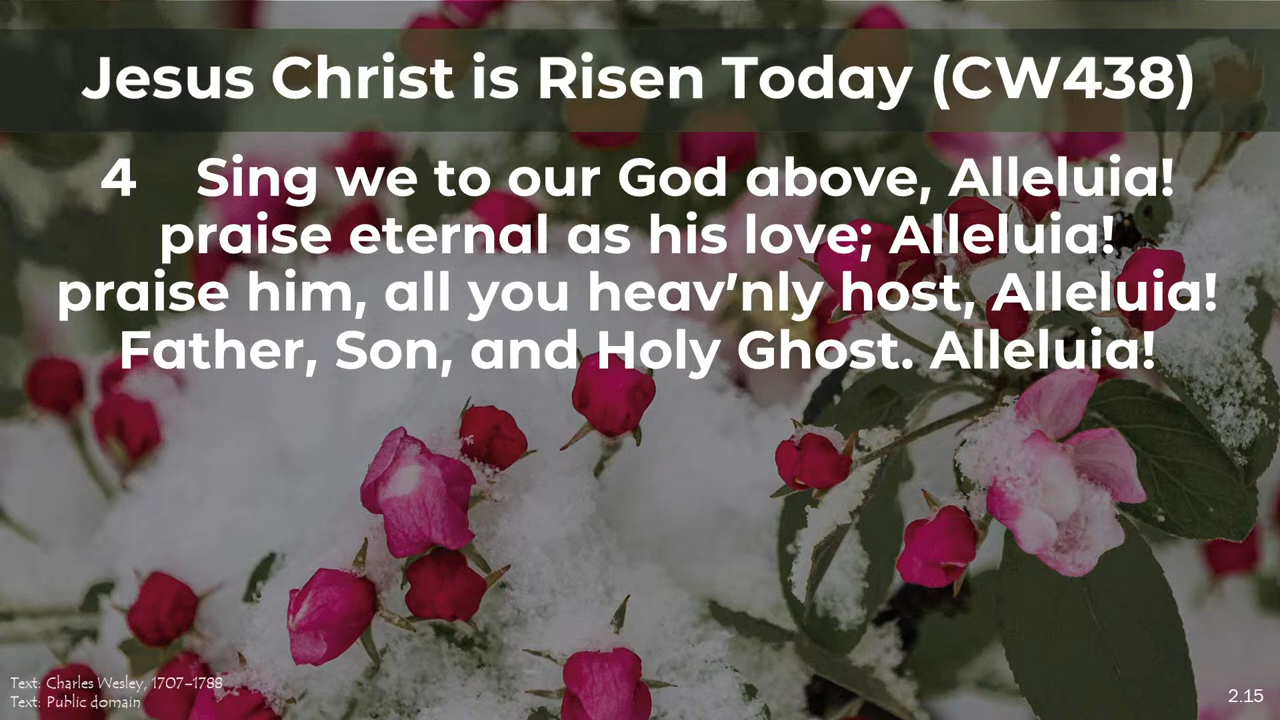 Jesus Christ is Risen Today (CW438)
4 Sing we to our God above, Alleluia!
praise eternal as his love; Alleluia!
praise him, all you heav’nly host, Alleluia!
Father, Son, and Holy Ghost. Alleluia!
Text: Charles Wesley, 1707–1788
Text: Public domain
2.15